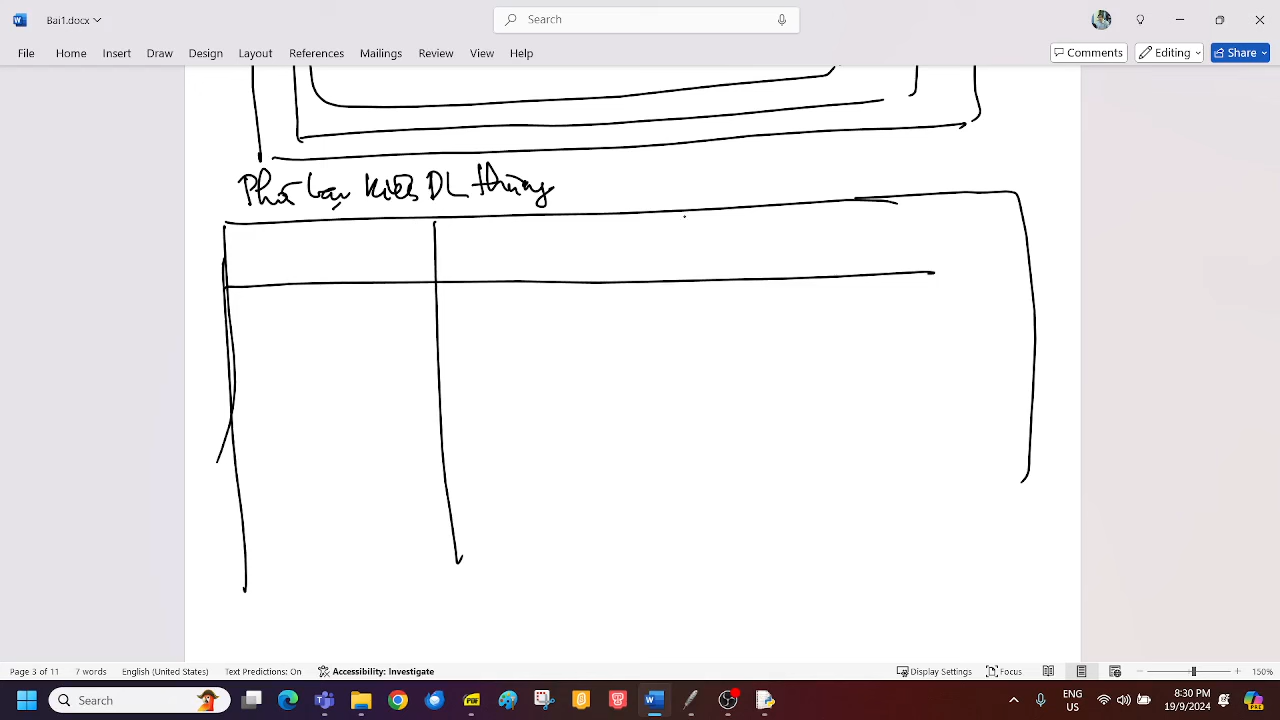 Bai1.docx
Search
File Home Insert Draw Design Layout References Mailings Review View Help
Comments Editing Share
DL
Page 3 of 11 7 words English (United States) Text Predictions: On Accessibility: Investigate Display Settings Focus 150%
Search
ENG
US
8:30 PM
19/9/2024